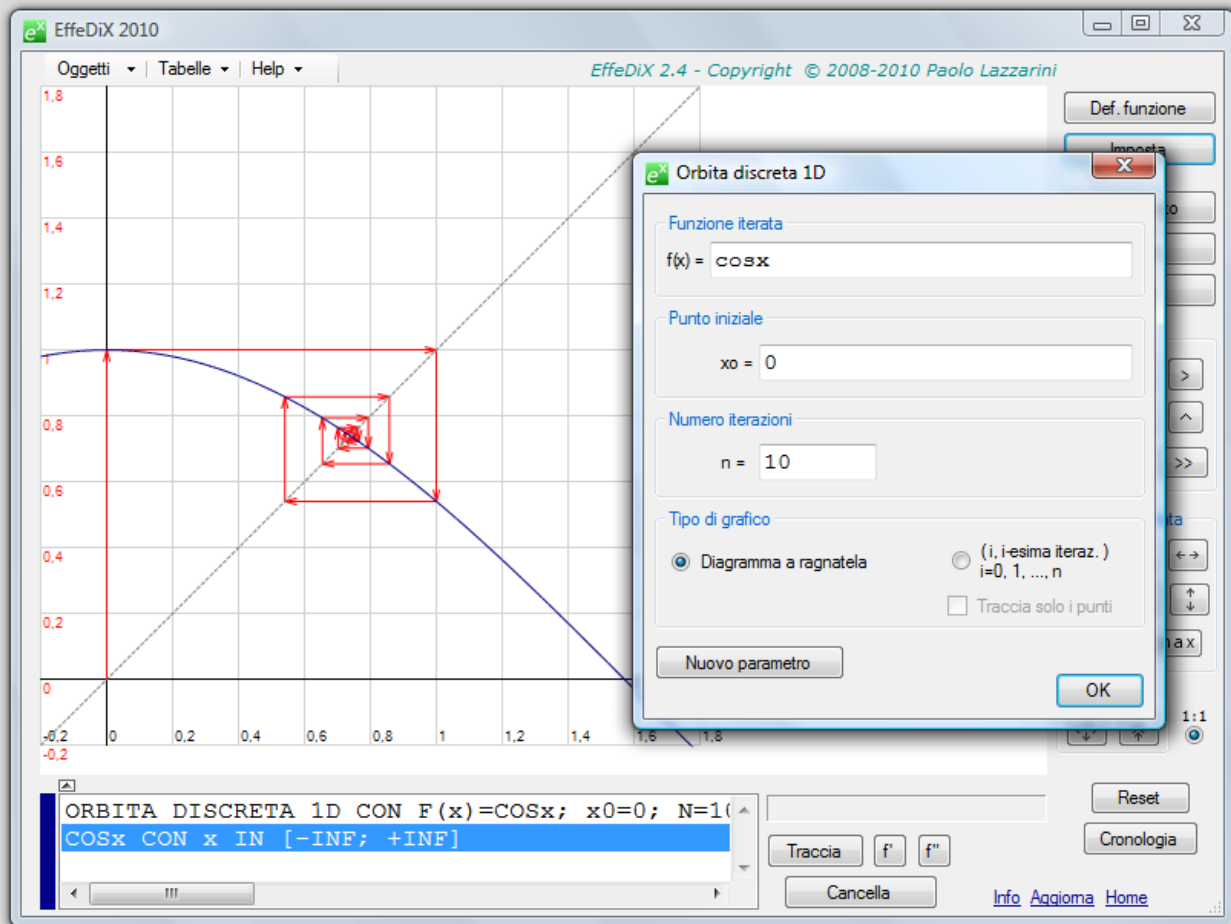 EffeDiX 2010
Oggetti Tabelle Help
EffeDiX 2.4 - Copyright © 2008-2010 Paolo Lazzarini
1,8
1,6
1,4
1,2
1
0,8
0,6
0,4
0,2
0
-0,2
-0,2 0 0,2 0,4 0,6 0,8 1 1,2 1,4 1,6 1,8
Def. funzione
Imposta
Orbita discreta 1D
Funzione iterata
f(x) = cosx
Punto iniziale
xo = 0
Numero iterazioni
n = 10
Tipo di grafico
Diagramma a ragnatela
( i, i-esima iteraz. )
i=0, 1, ..., n
Traccia solo i punti
Nuovo parametro
OK
>
^
>>
1:1
ORBITA DISCRETA 1D CON F(x)=COSx; x0=0; N=10
COSx CON x IN [-INF; +INF]
Traccia f' f''
Cancella
Reset
Cronologia
Info Aggiorna Home